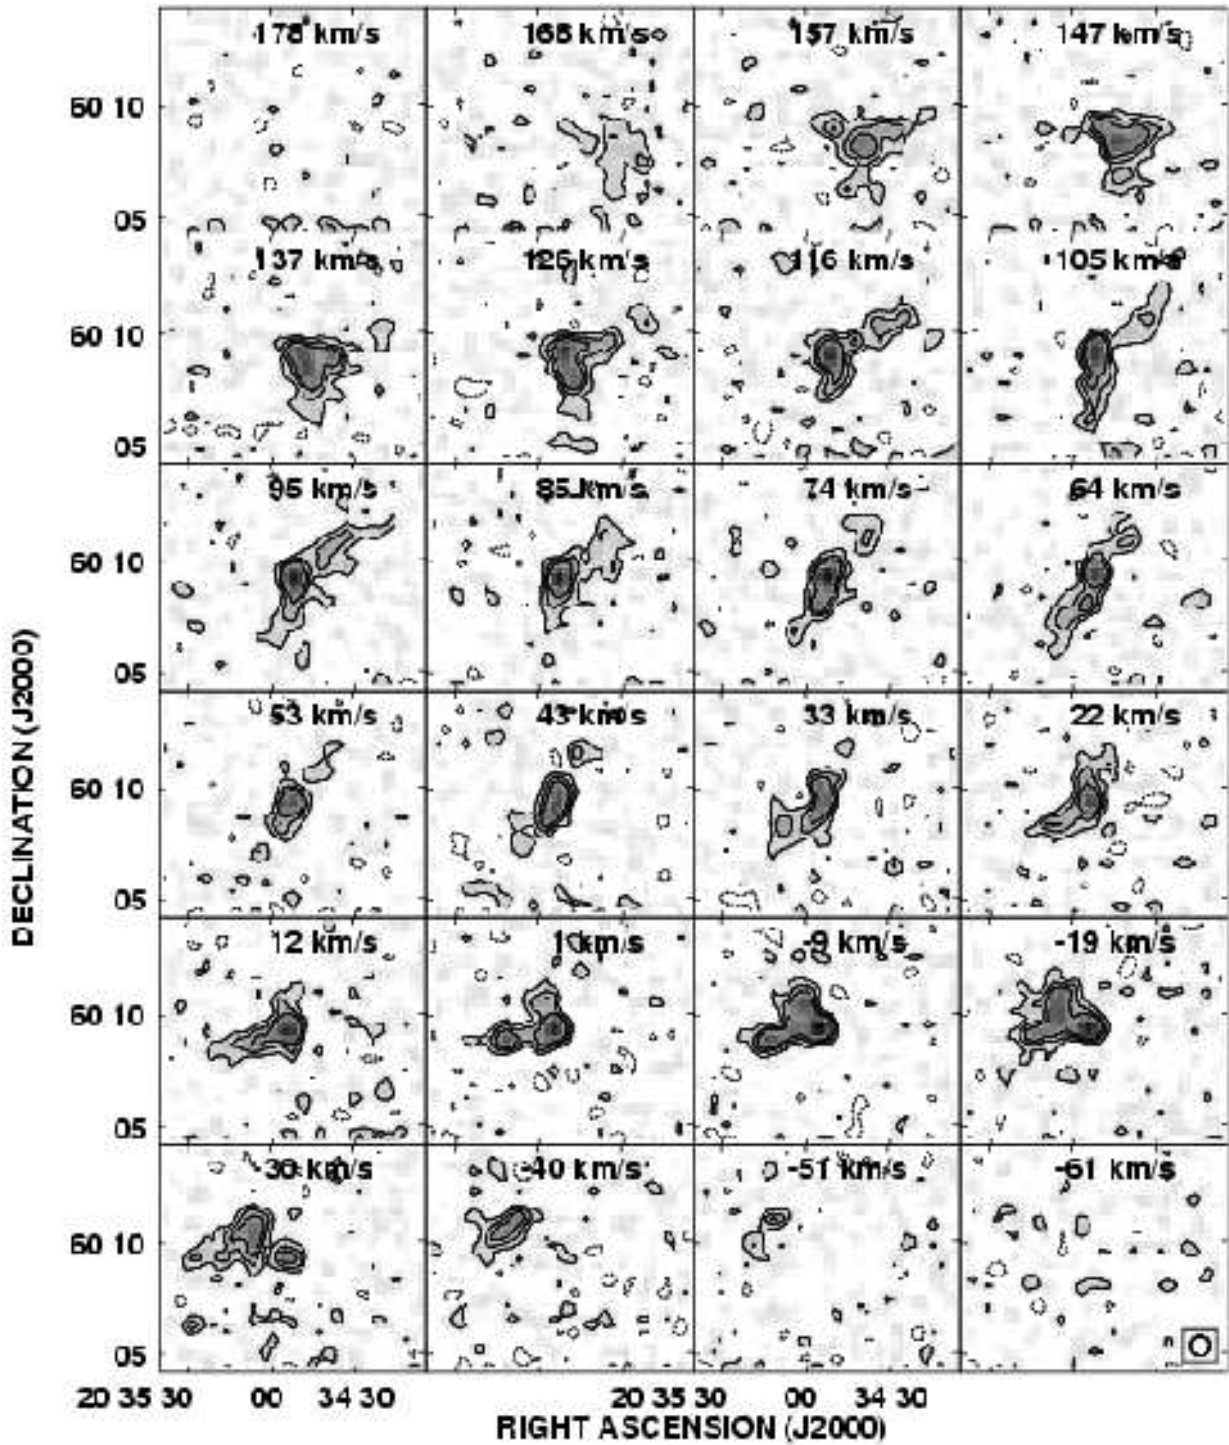 178 km/s 168 km/s 157 km/s 147 km/s
60 10
05
137 km/s 126 km/s 116 km/s 105 km/s
60 10
05
95 km/s 85 km/s 74 km/s 64 km/s
60 10
05
53 km/s 43 km/s 33 km/s 22 km/s
60 10
05
12 km/s 1 km/s -9 km/s -19 km/s
60 10
05
-30 km/s -40 km/s -51 km/s -61 km/s
60 10
05
DECLINATION (J2000)
20 35 30 00 34 30 20 35 30 00 34 30
RIGHT ASCENSION (J2000)